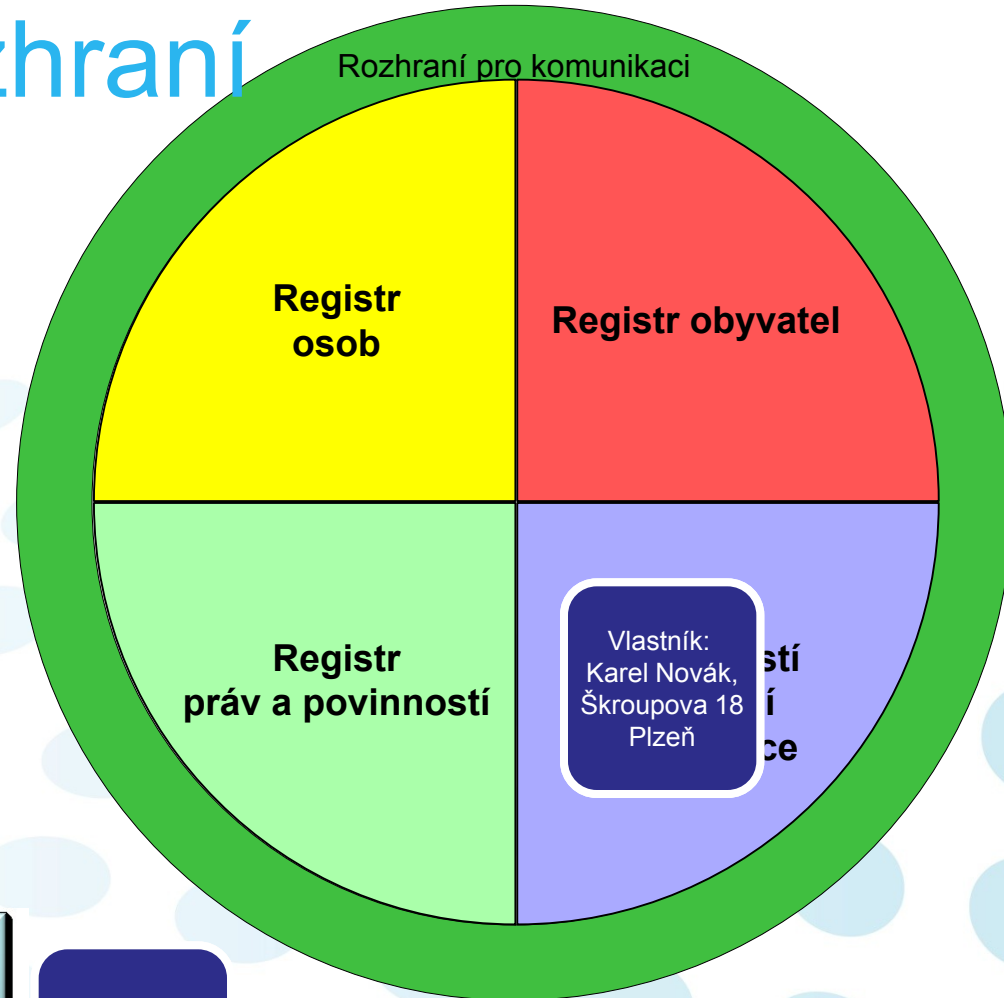 zhraní
Rozhraní pro komunikaci
Registr
osob
Registr obyvatel
Registr
práv a povinností
Vlastník:
Karel Novák,
Škroupova 18
Plzeň
stí
í
ce